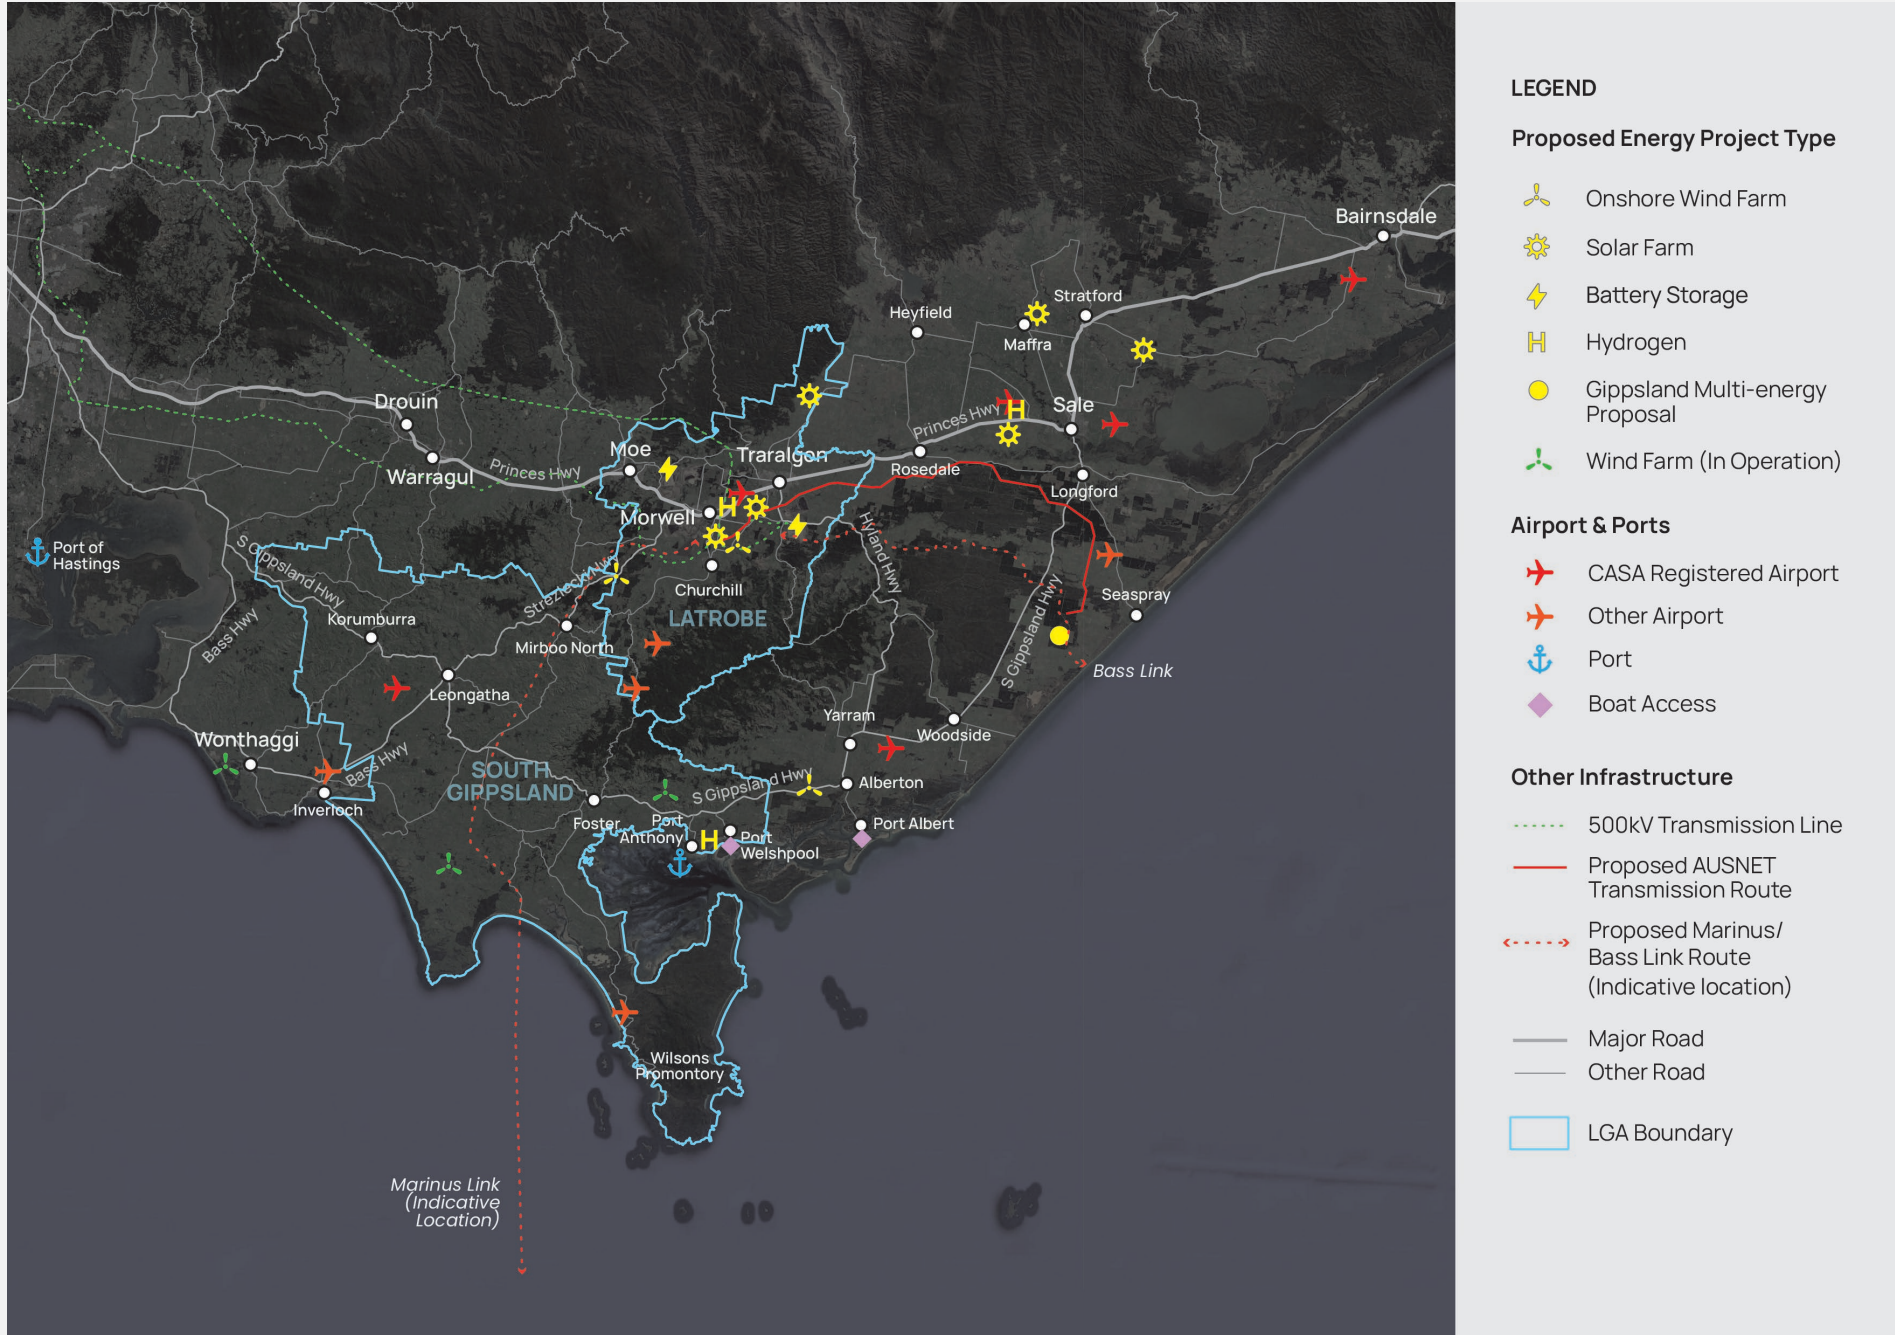 Bairnsdale
Stratford
Heyfield
Maffra
Drouin
Princes Hwy
Sale
Moe
Traralgon
Warragul
Princes Hwy
Rosedale
Longford
Morwell
Port of
Hastings
S Gippsland Hwy
Hyland Hwy
Strezlecki Hwy
Churchill
Seaspray
LATROBE
Korumburra
Bass Hwy
Mirboo North
S Gippsland Hwy
Bass Link
Leongatha
Yarram
Woodside
Wonthaggi
Bass Hwy
SOUTH
GIPPSLAND
S Gippsland Hwy
Alberton
Inverloch
Foster
Port
Anthony
Port
Welshpool
Port Albert
Wilsons
Promontory
Marinus Link
(Indicative
Location)
LEGEND
Proposed Energy Project Type
Onshore Wind Farm
Solar Farm
Battery Storage
H
Hydrogen
Gippsland Multi-energy
Proposal
Wind Farm (In Operation)
Airport & Ports
CASA Registered Airport
Other Airport
Port
Boat Access
Other Infrastructure
500kV Transmission Line
Proposed AUSNET
Transmission Route
Proposed Marinus/
Bass Link Route
(Indicative location)
Major Road
Other Road
LGA Boundary